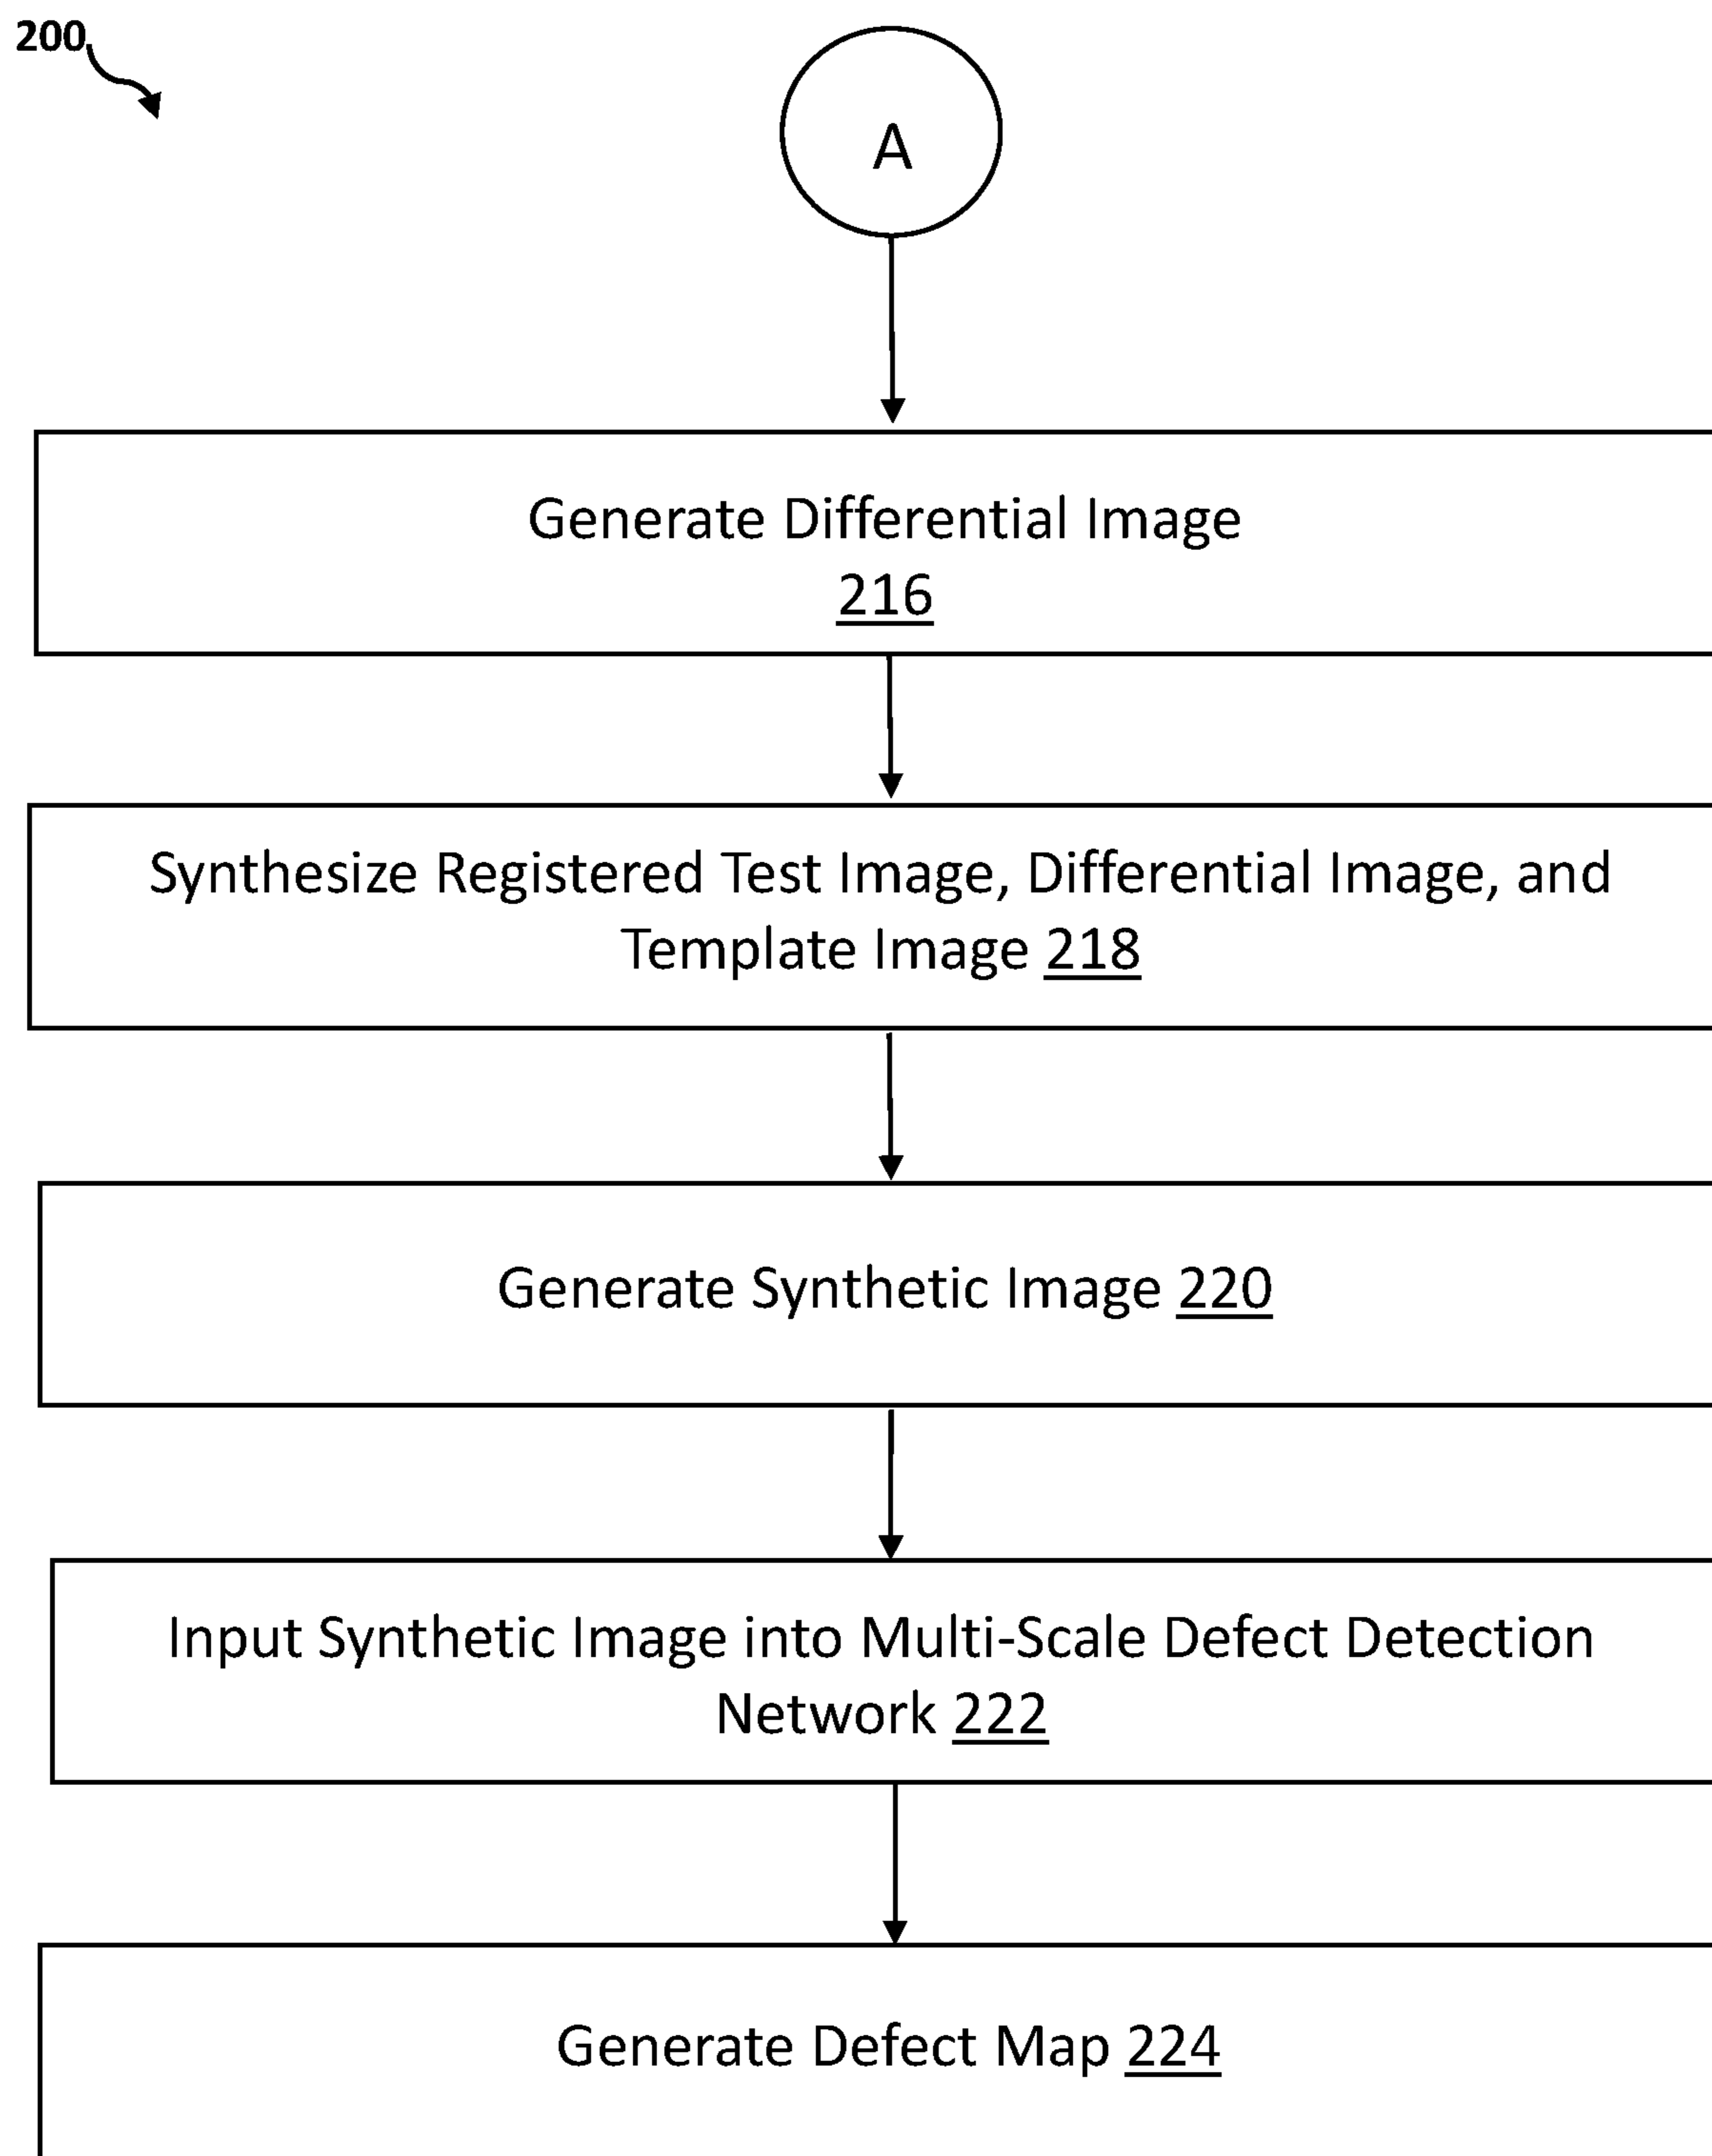 200
A
Generate Differential Image
216
Synthesize Registered Test Image, Differential Image, and
Template Image 218
Generate Synthetic Image 220
Input Synthetic Image into Multi-Scale Defect Detection
Network 222
Generate Defect Map 224